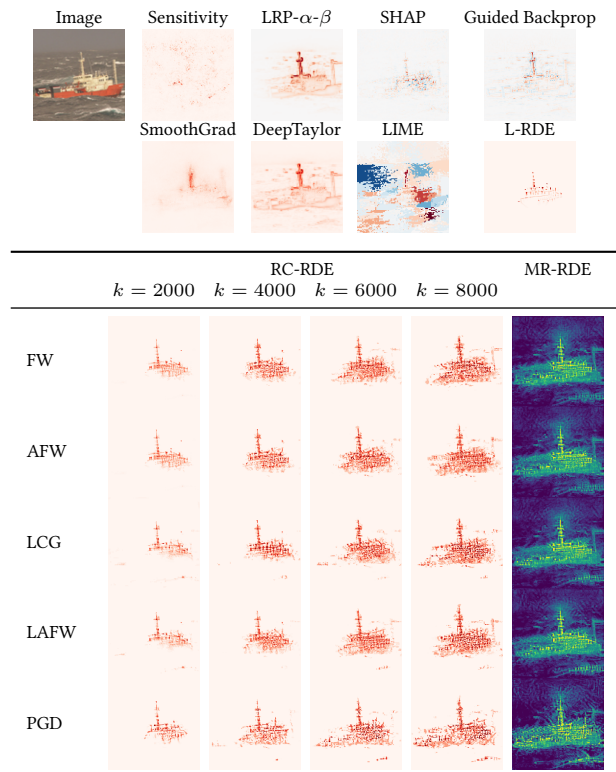 Image Sensitivity LRP-α-β SHAP Guided Backprop
SmoothGrad DeepTaylor LIME L-RDE
RC-RDE MR-RDE
k = 2000 k = 4000 k = 6000 k = 8000
FW
AFW
LCG
LAFW
PGD